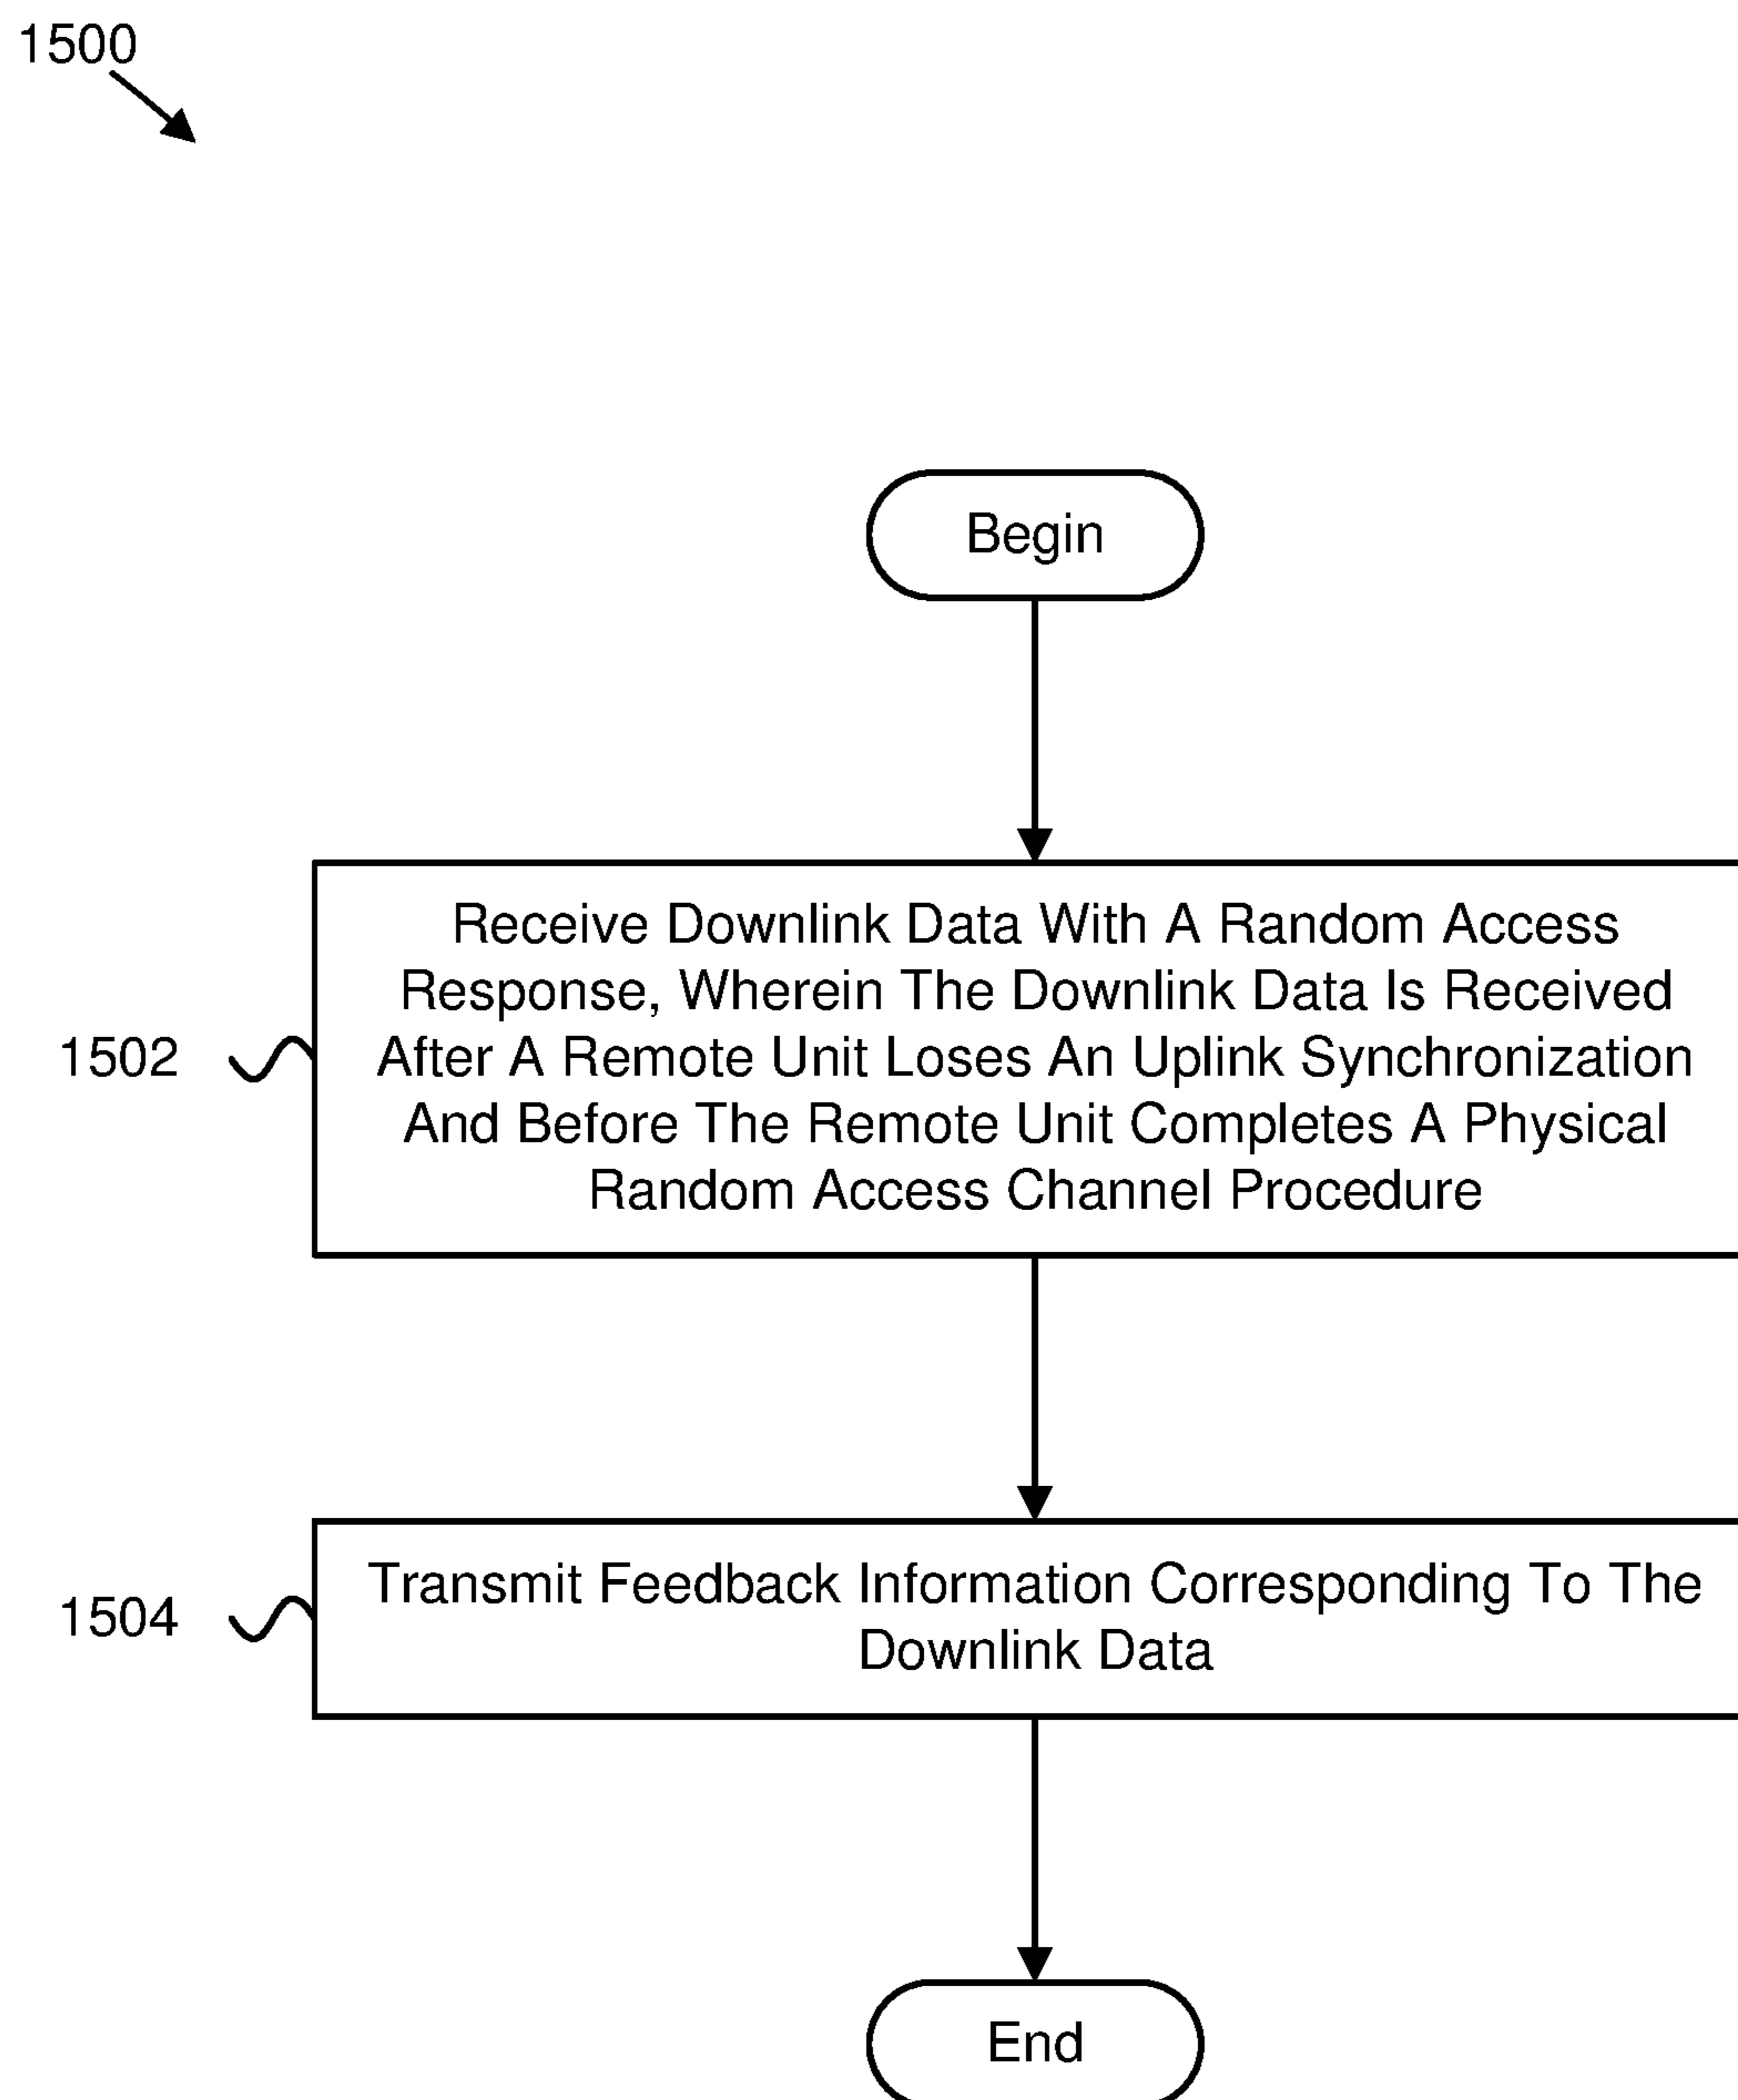 1500
Begin
Receive Downlink Data With A Random Access
Response, Wherein The Downlink Data Is Received
1502
After A Remote Unit Loses An Uplink Synchronization
And Before The Remote Unit Completes A Physical
Random Access Channel Procedure
Transmit Feedback Information Corresponding To The
1504
Downlink Data
End